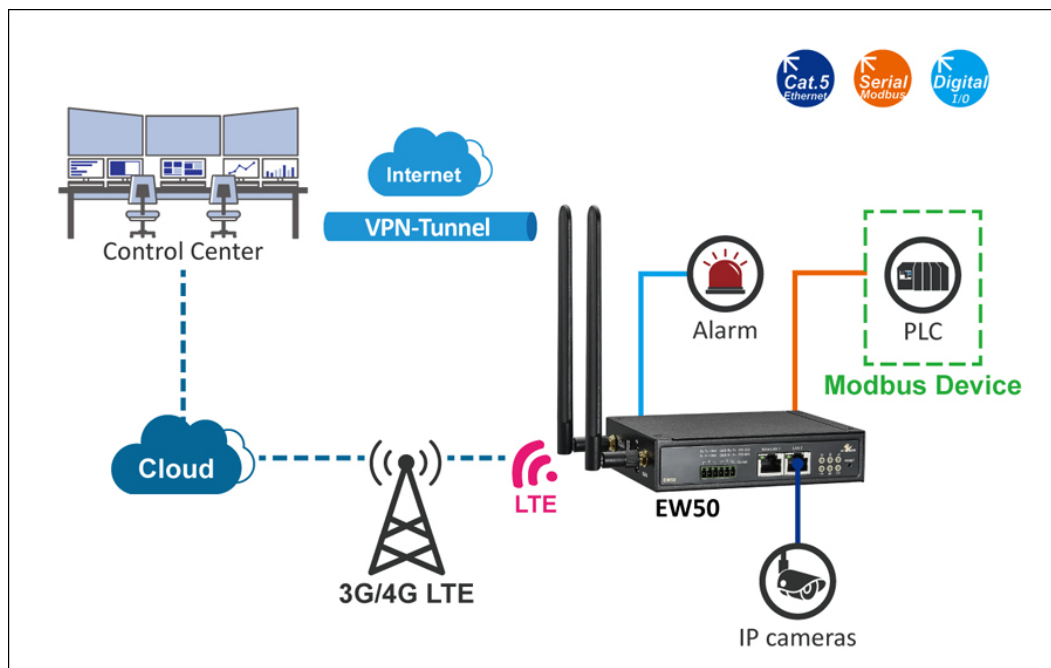 Cat.5
Ethernet
Serial
Modbus
Digital
I/O
Internet
VPN-Tunnel
Control Center
Alarm
PLC
Modbus Device
Cloud
LTE
3G/4G LTE
EW50
EW50
IP cameras